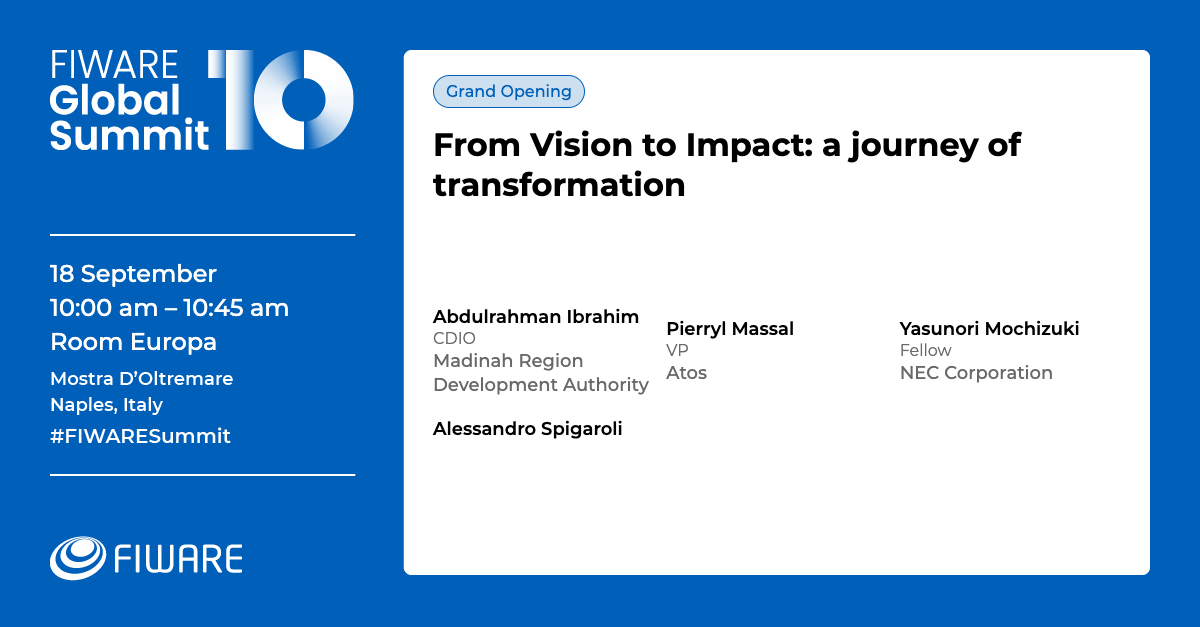 FIWARE
Global
Summit
10
18 September
10:00 am – 10:45 am
Room Europa
Mostra D’Oltremare
Naples, Italy
#FIWARESummit
FIWARE
Grand Opening
From Vision to Impact: a journey of
transformation
Abdulrahman Ibrahim
CDIO
Madinah Region
Development Authority
Pierryl Massal
VP
Atos
Yasunori Mochizuki
Fellow
NEC Corporation
Alessandro Spigaroli